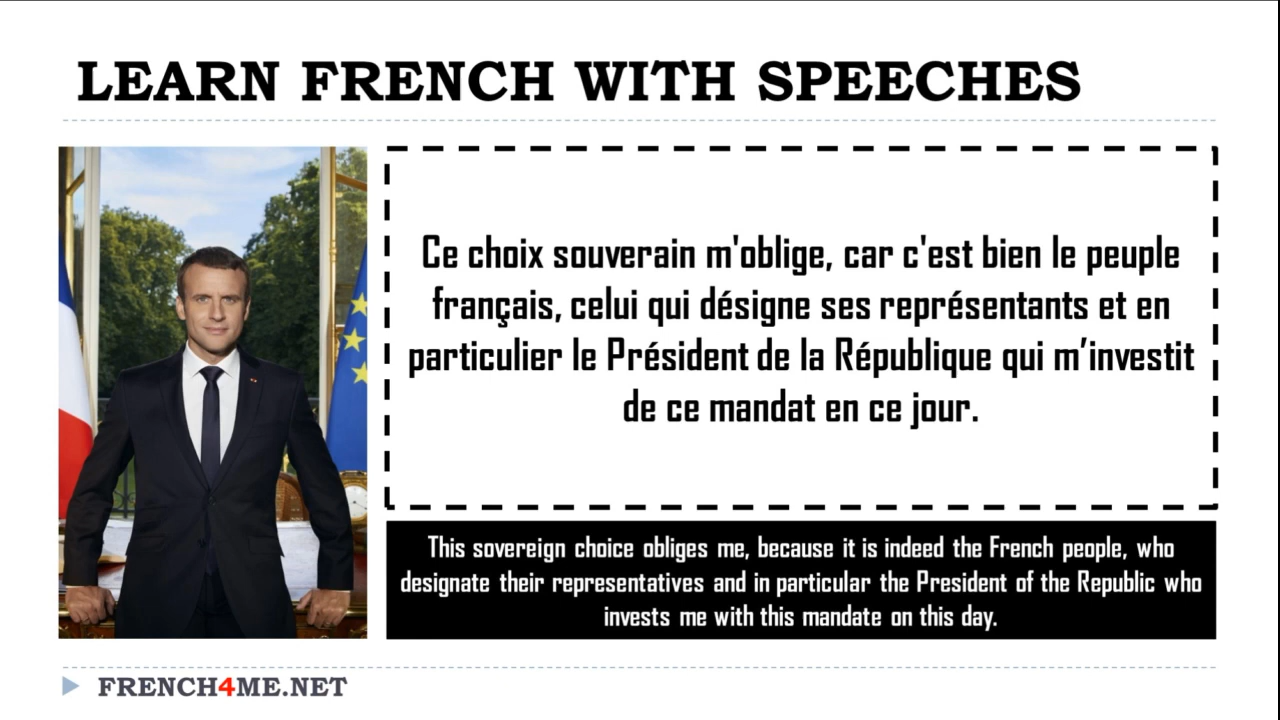 LEARN FRENCH WITH SPEECHES
Ce choix souverain m'oblige, car c'est bien le peuple
français, celui qui désigne ses représentants et en
particulier le Président de la République qui m’investit
de ce mandat en ce jour.
This sovereign choice obliges me, because it is indeed the French people, who
designate their representatives and in particular the President of the Republic who
invests me with this mandate on this day.
FRENCH4ME.NET